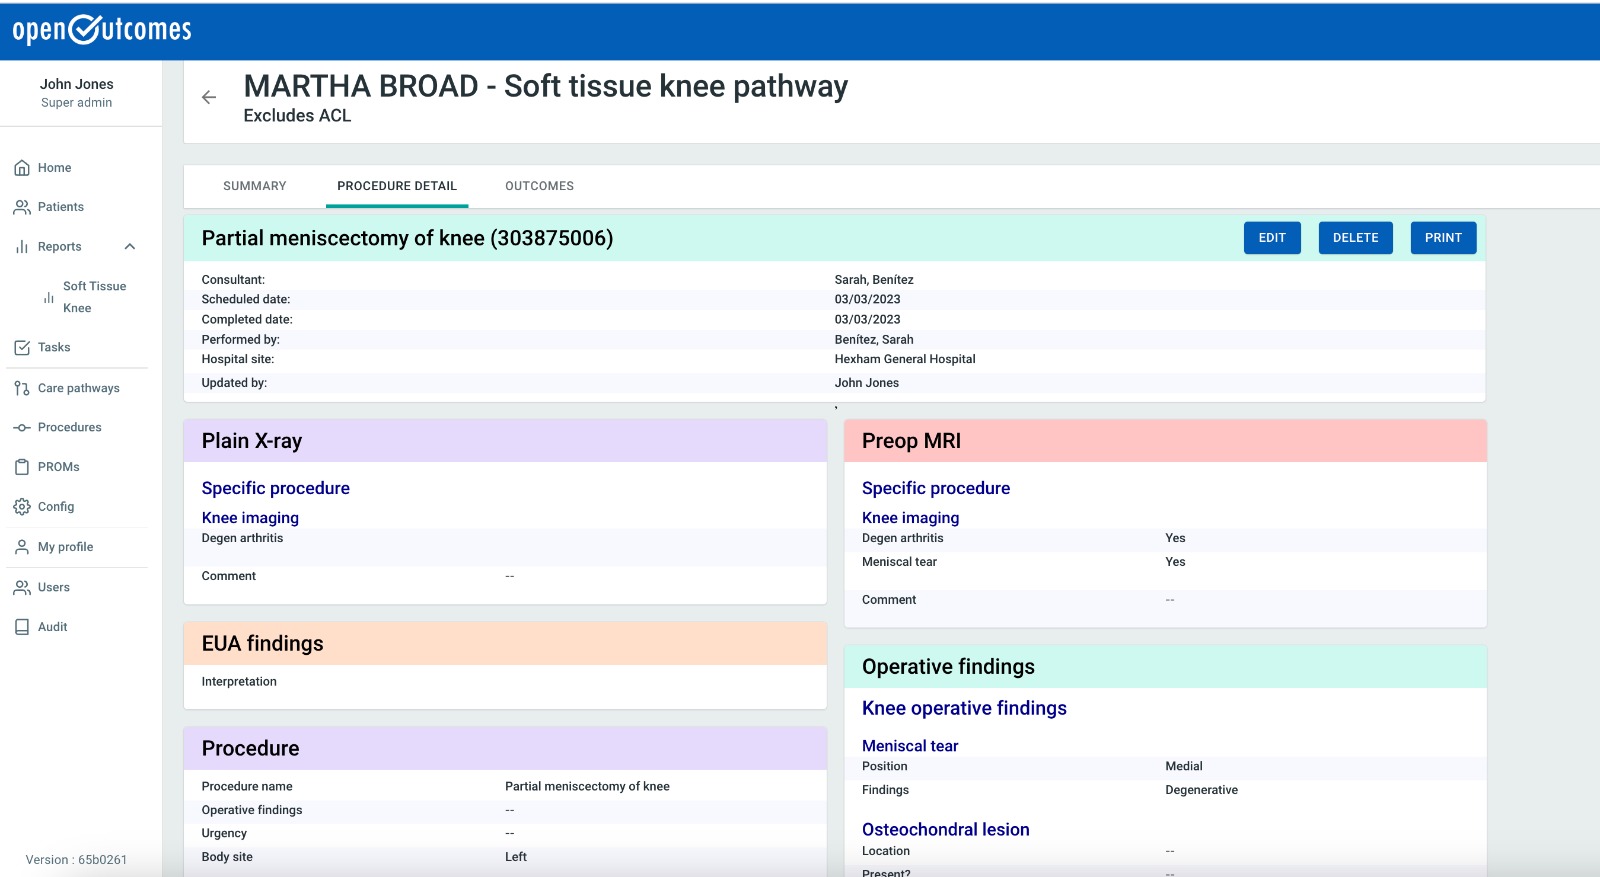 openOutcomes
John Jones
Super admin
Home
Patients
Reports
Soft Tissue
Knee
Tasks
Care pathways
Procedures
PROMs
Config
My profile
Users
Audit
Version : 65b0261
MARTHA BROAD - Soft tissue knee pathway
Excludes ACL
SUMMARY PROCEDURE DETAIL OUTCOMES
Partial meniscectomy of knee (303875006) EDIT DELETE PRINT
Consultant: Sarah, Benítez
Scheduled date: 03/03/2023
Completed date: 03/03/2023
Performed by: Benítez, Sarah
Hospital site: Hexham General Hospital
Updated by: John Jones
,
Plain X-ray
Specific procedure
Knee imaging
Degen arthritis
Comment --
EUA findings
Interpretation
Procedure
Procedure name Partial meniscectomy of knee
Operative findings --
Urgency --
Body site Left
Preop MRI
Specific procedure
Knee imaging
Degen arthritis Yes
Meniscal tear Yes
Comment --
Operative findings
Knee operative findings
Meniscal tear
Position Medial
Findings Degenerative
Osteochondral lesion
Location --
Present? --